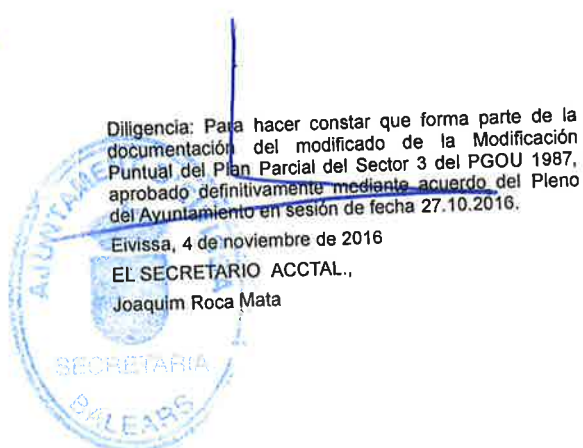 Diligencia: Para hacer constar que forma parte de la
documentación del modificado de la Modificación
Puntual del Plan Parcial del Sector 3 del PGOU 1987,
aprobado definitivamente mediante acuerdo del Pleno
del Ayuntamiento en sesión de fecha 27.10.2016.
Eivissa, 4 de noviembre de 2016
EL SECRETARIO ACCTAL.,
Joaquim Roca Mata
AJUNTAMENT
SECRETARIA
BALEARS